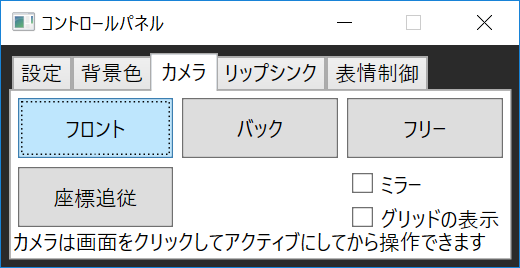 コントロールパネル
設定 背景色 カメラ リップシンク 表情制御
フロント バック フリー
座標追従 ミラー
グリッドの表示
カメラは画面をクリックしてアクティブにしてから操作できます